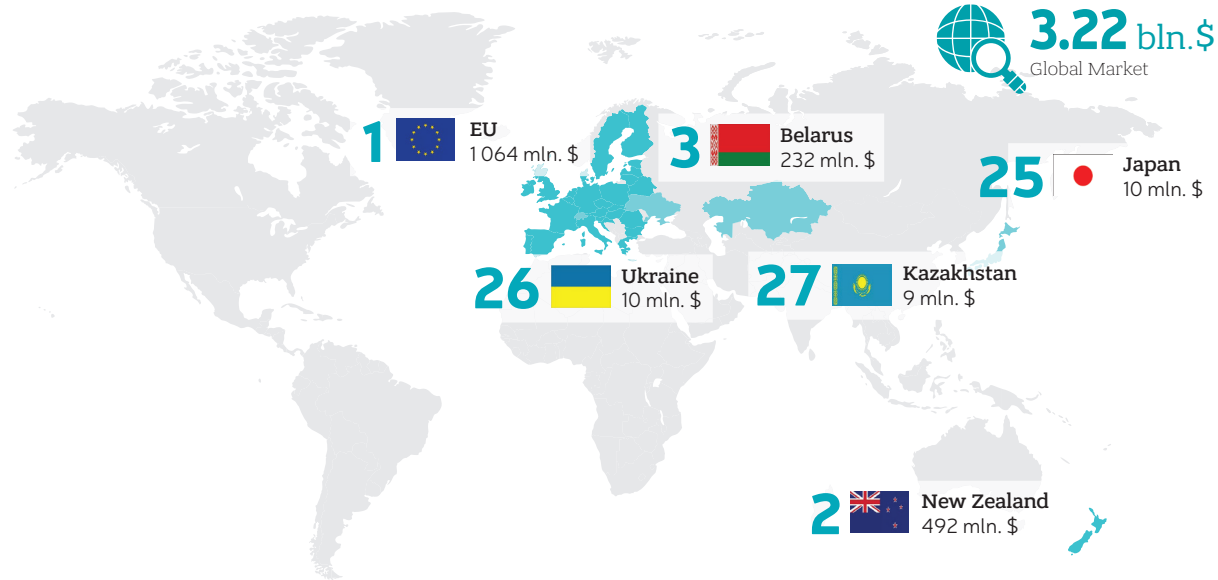 3.22 bln.$
Global Market
1
EU
1 064 mln. $
3
Belarus
232 mln. $
25
Japan
10 mln. $
26
Ukraine
10 mln. $
27
Kazakhstan
9 mln. $
2
New Zealand
492 mln. $